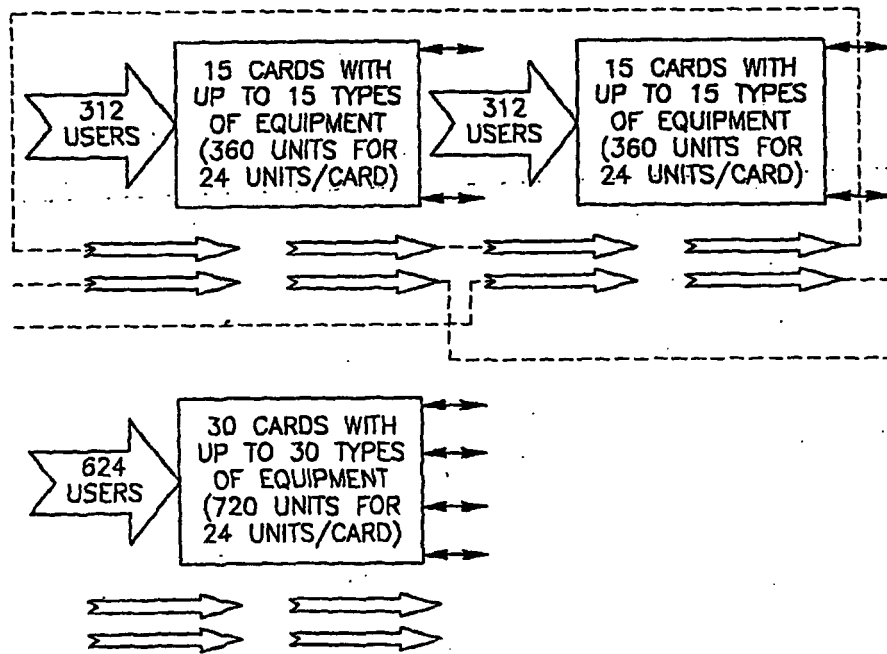 312
USERS
15 CARDS WITH
UP TO 15 TYPES
OF EQUIPMENT
(360 UNITS FOR
24 UNITS/CARD)
312
USERS
15 CARDS WITH
UP TO 15 TYPES
OF EQUIPMENT
(360 UNITS FOR
24 UNITS/CARD)
624
USERS
30 CARDS WITH
UP TO 30 TYPES
OF EQUIPMENT
(720 UNITS FOR
24 UNITS/CARD)